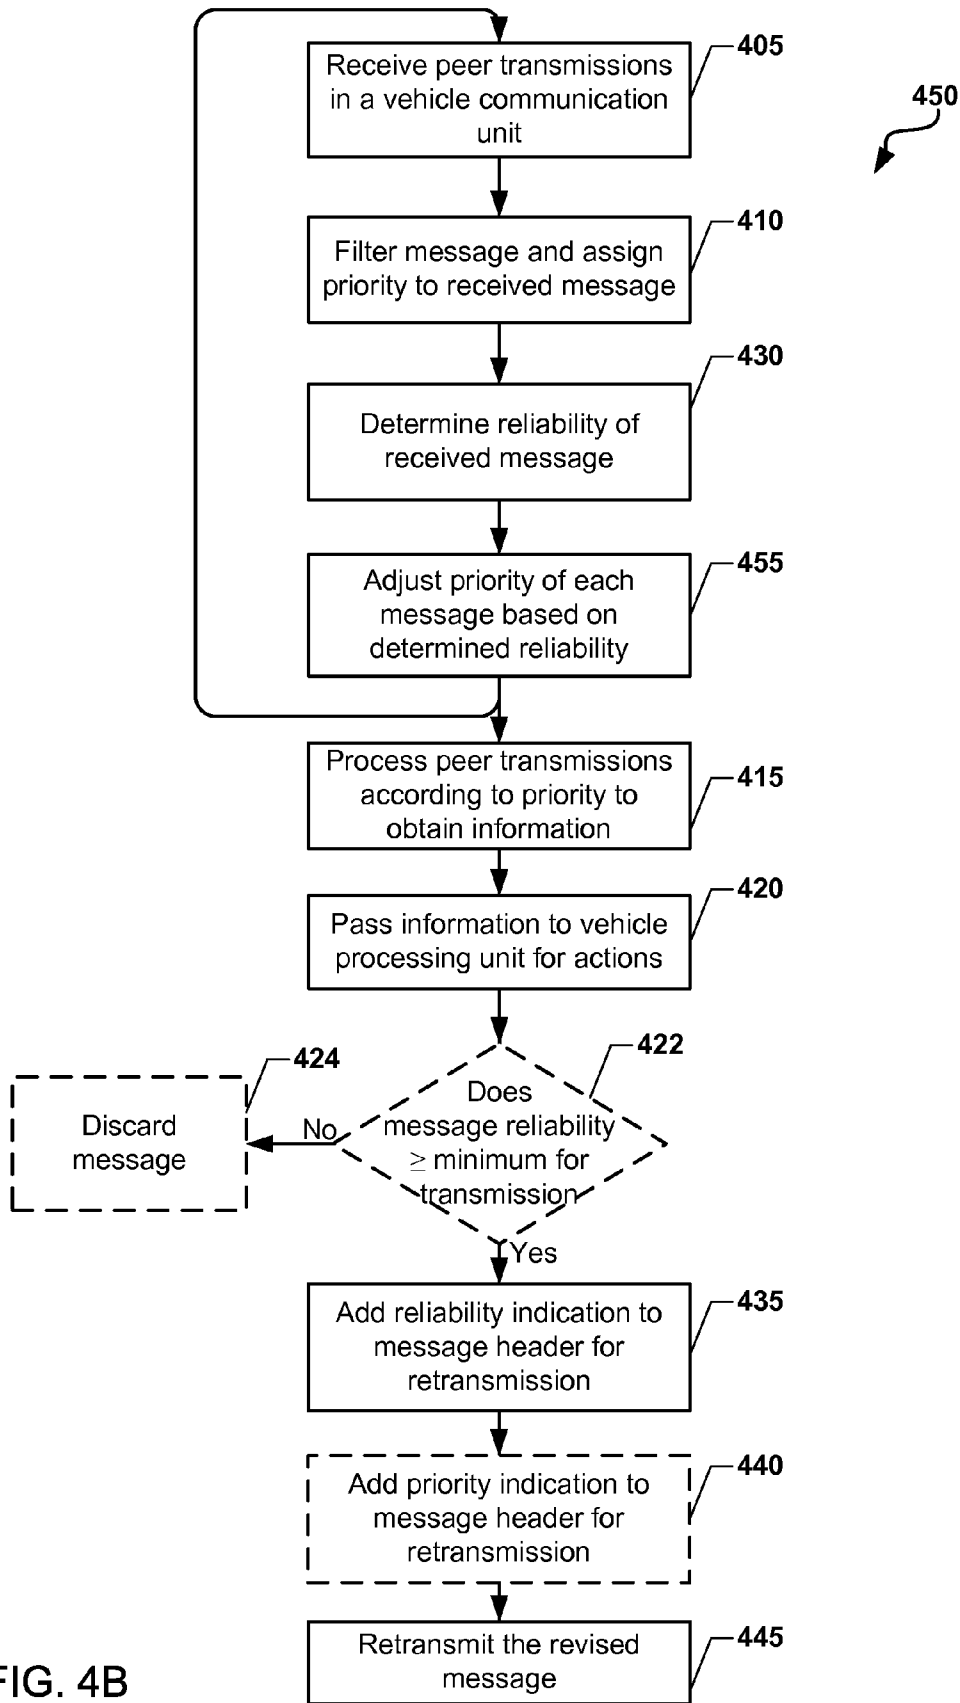 Receive peer transmissions
in a vehicle communication
unit
405
450
Filter message and assign
priority to received message
410
Determine reliability of
received message
430
Adjust priority of each
message based on
determined reliability
455
Process peer transmissions
according to priority to
obtain information
415
Pass information to vehicle
processing unit for actions
420
Does
message reliability
≥ minimum for
transmission
422
No
Discard
message
424
Yes
Add reliability indication to
message header for
retransmission
435
Add priority indication to
message header for
retransmission
440
Retransmit the revised
message
445
FIG. 4B